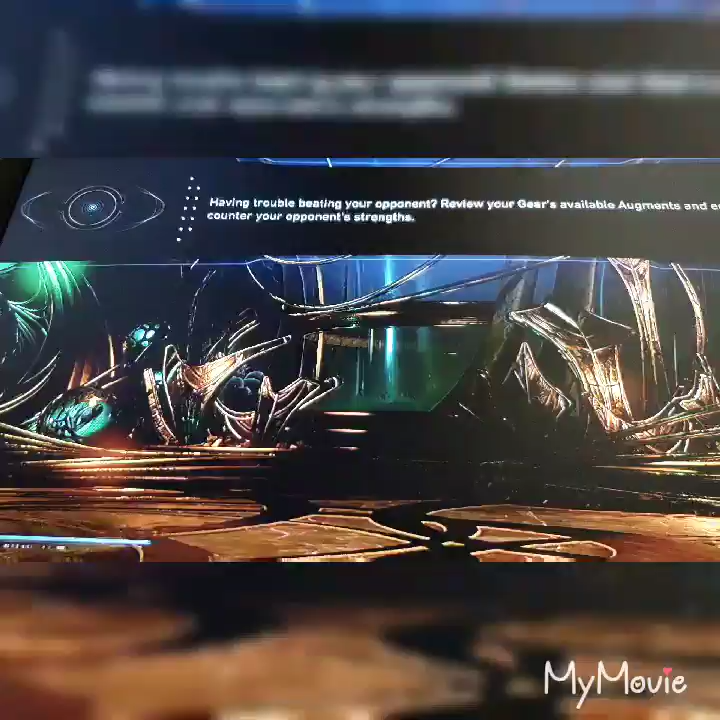 Having trouble beating your opponent? Review your Gear's available Augments and
counter your opponent's strengths.
MyMovie